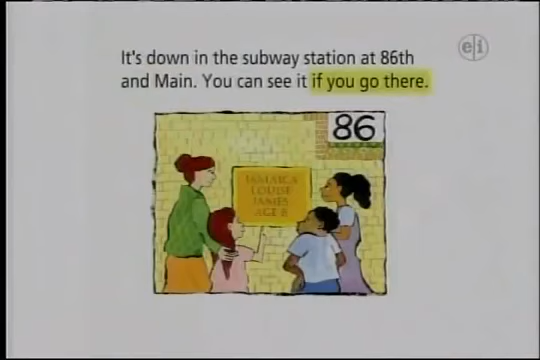 It's down in the subway station at 86th
and Main. You can see it if you go there.
e|i
86
JAMAICA
LOUISE
JAMES
AGE 8